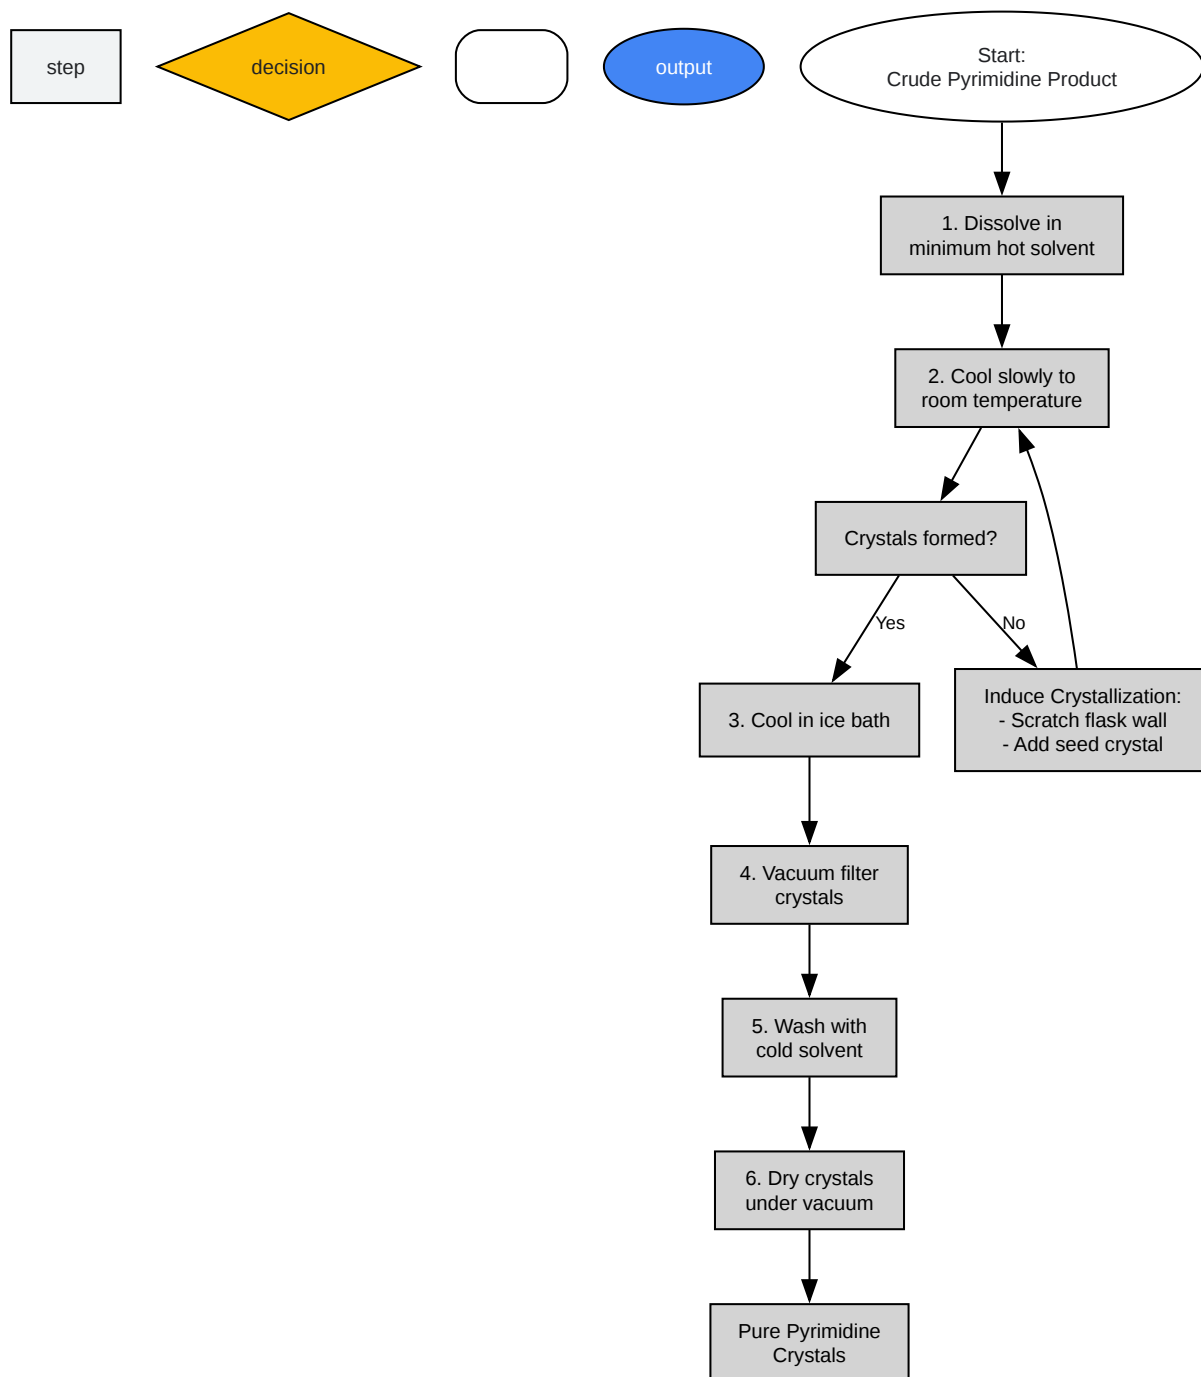 step
decision
output
Start:
Crude Pyrimidine Product
1. Dissolve in
minimum hot solvent
2. Cool slowly to
room temperature
Crystals formed?
Yes
No
3. Cool in ice bath
Induce Crystallization:
- Scratch flask wall
- Add seed crystal
4. Vacuum filter
crystals
5. Wash with
cold solvent
6. Dry crystals
under vacuum
Pure Pyrimidine
Crystals